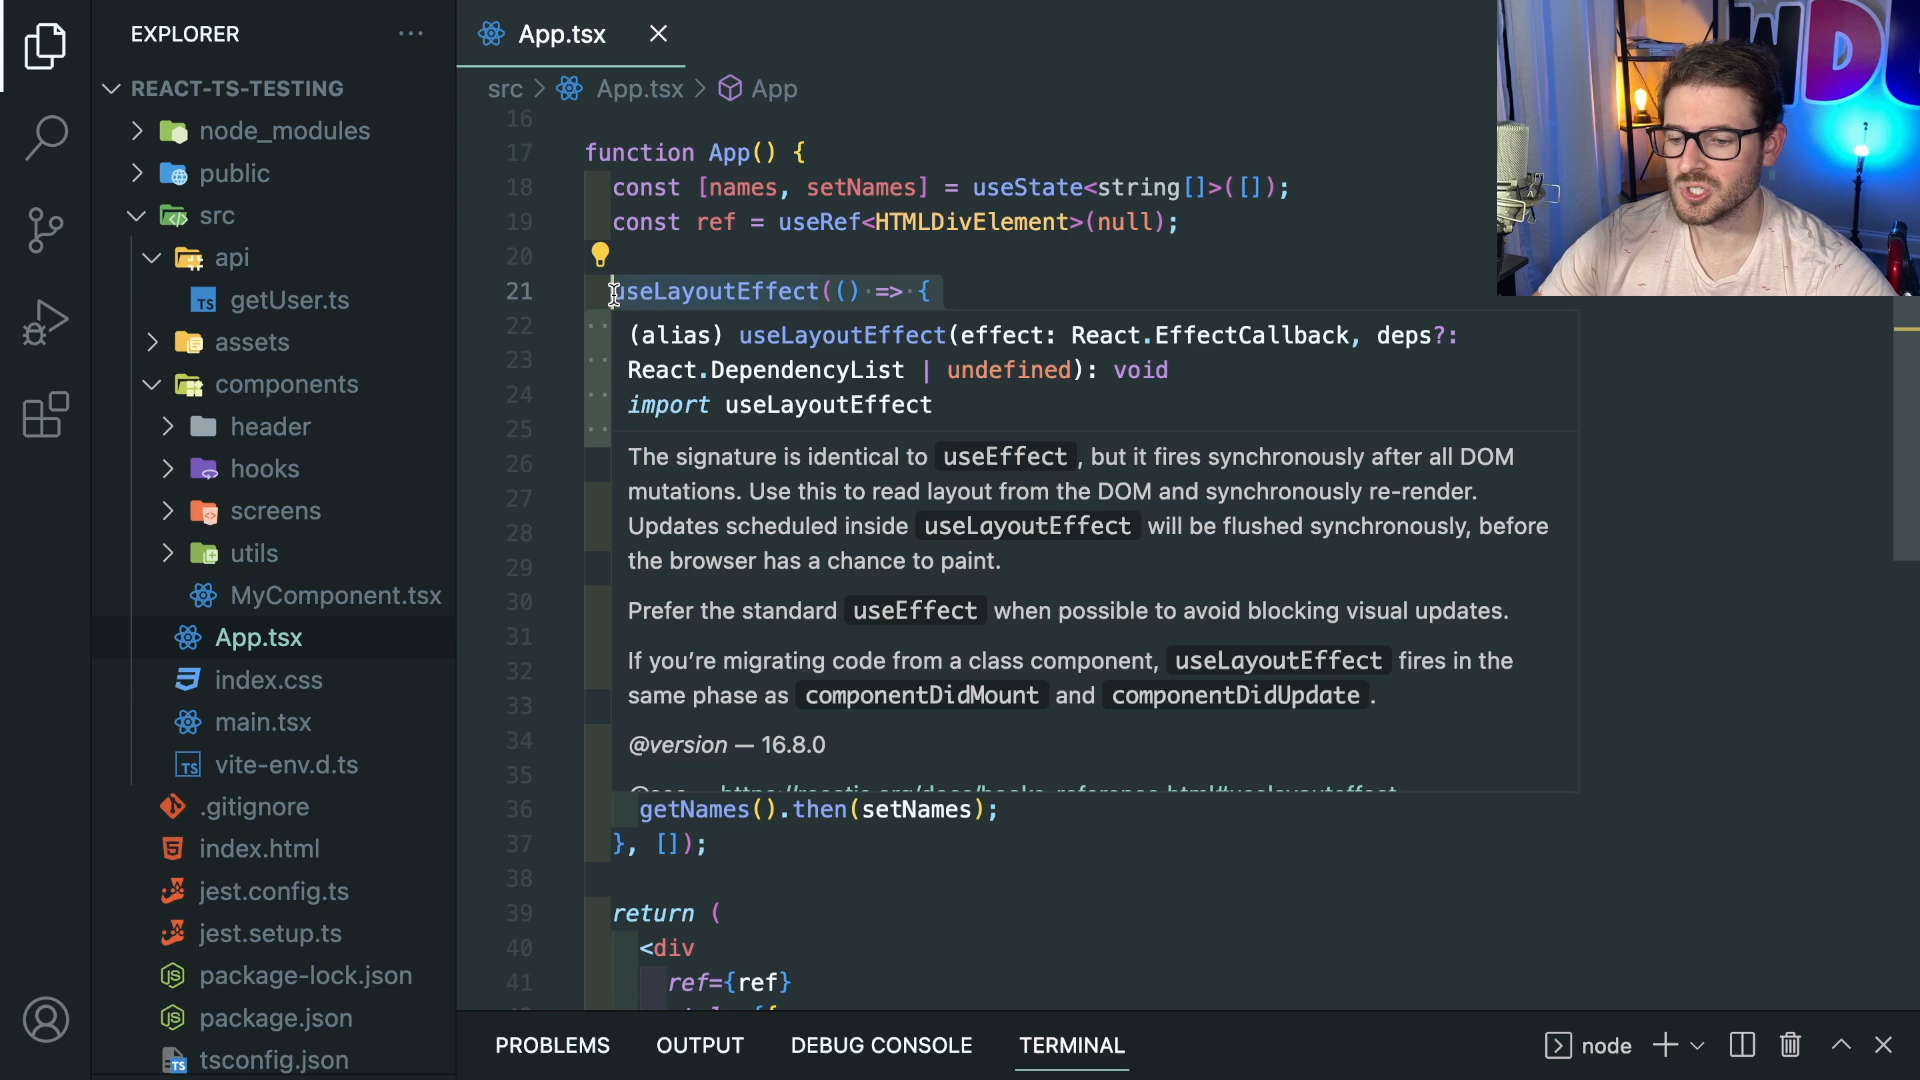 EXPLORER
REACT-TS-TESTING
node_modules
public
src
api
getUser.ts
assets
components
header
hooks
screens
utils
MyComponent.tsx
App.tsx
index.css
main.tsx
vite-env.d.ts
.gitignore
index.html
jest.config.ts
jest.setup.ts
package-lock.json
package.json
tsconfig.json
App.tsx
src > App.tsx > App
16
17 function App() {
18 const [names, setNames] = useState<string[]>([]);
19 const ref = useRef<HTMLDivElement>(null);
20
21 useLayoutEffect(() => {
22
23
24
25
26
27
28
29
30
31
32
33
34
35
(alias) useLayoutEffect(effect: React.EffectCallback, deps?:
React.DependencyList | undefined): void
import useLayoutEffect
The signature is identical to useEffect, but it fires synchronously after all DOM
mutations. Use this to read layout from the DOM and synchronously re-render.
Updates scheduled inside useLayoutEffect will be flushed synchronously, before
the browser has a chance to paint.
Prefer the standard useEffect when possible to avoid blocking visual updates.
If you're migrating code from a class component, useLayoutEffect fires in the
same phase as componentDidMount and componentDidUpdate.
@version — 16.8.0
36 getNames().then(setNames);
37 }, []);
38
39 return (
40 <div
41 ref={ref}
PROBLEMS
OUTPUT
DEBUG CONSOLE
TERMINAL
node